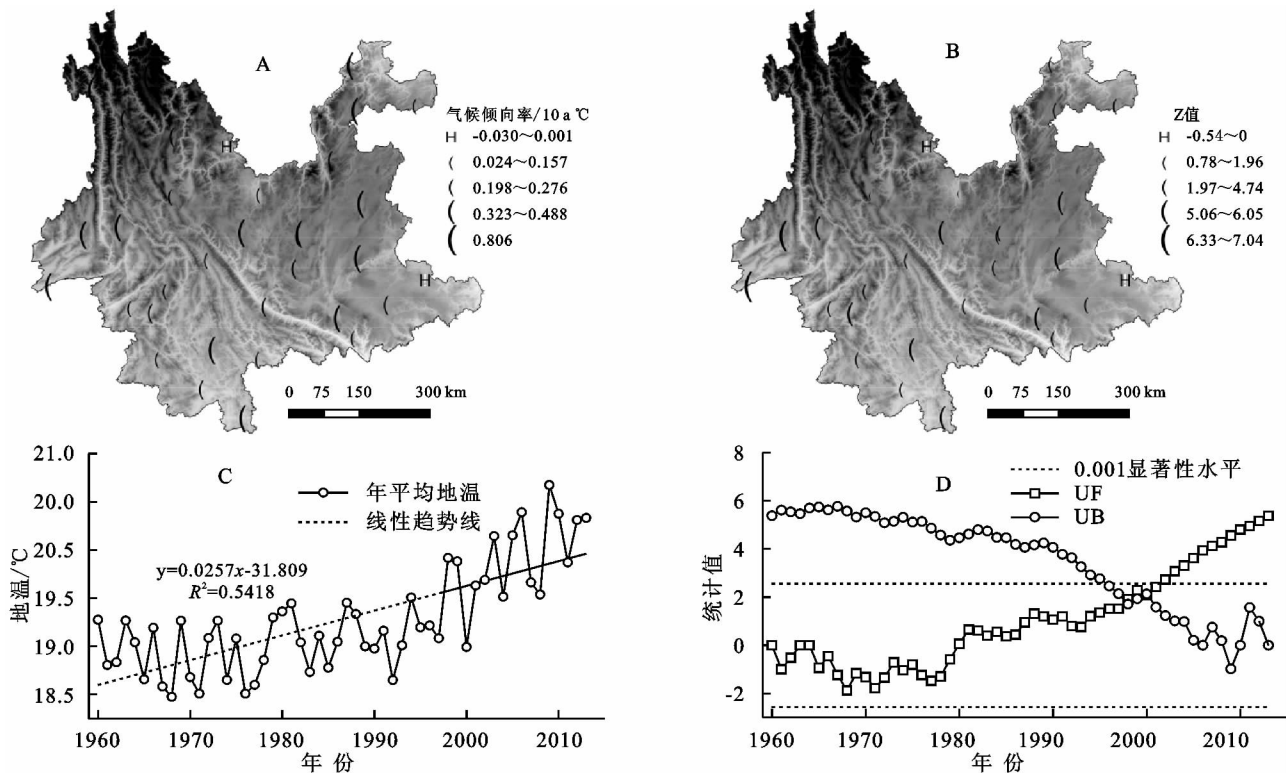 A
气候倾向率/10 a ℃
H -0.030～0.001
0.024～0.157
0.198～0.276
0.323～0.488
0.806
H
H
0 75 150 300 km
B
Z值
H -0.54～0
0.78～1.96
1.97～4.74
5.06～6.05
6.33～7.04
H
H
0 75 150 300 km
C
年平均地温
线性趋势线
y=0.0257x-31.809
R²=0.5418
地温/℃
21.0
20.0
20.5
19.5
19.0
18.5
1960 1970 1980 1990 2000 2010
年 份
D
0.001显著性水平
UF
UB
统计值
8
6
4
2
0
-2
1960 1970 1980 1990 2000 2010
年 份